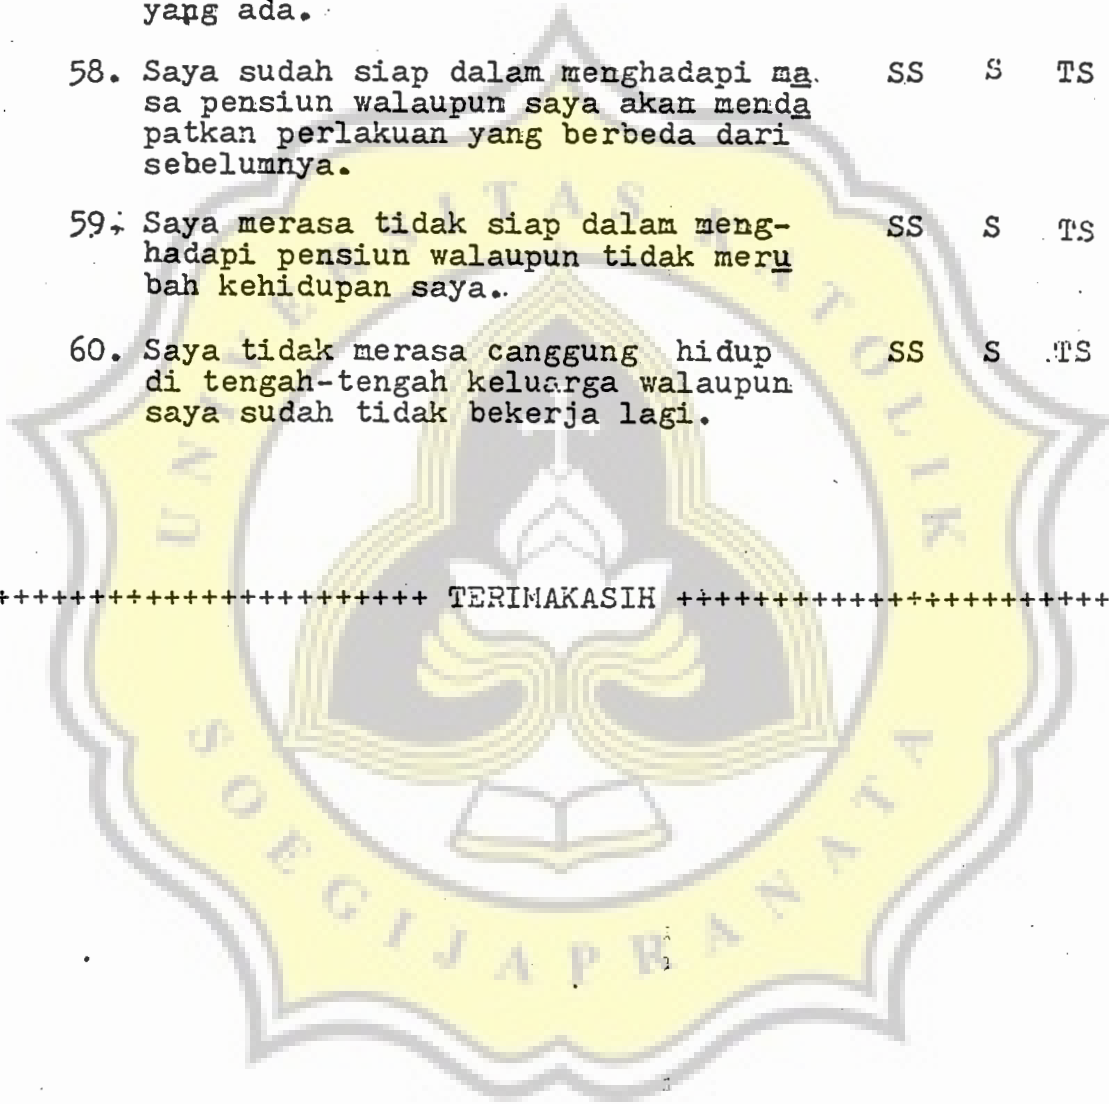 yang ada.
58. Saya sudah siap dalam menghadapi ma SS S TS
sa pensiun walaupun saya akan menda
patkan perlakuan yang berbeda dari
sebelumnya.
59. Saya merasa tidak siap dalam meng- SS S TS
hadapi pensiun walaupun tidak meru
bah kehidupan saya.
60. Saya tidak merasa canggung hidup SS S TS
di tengah-tengah keluarga walaupun
saya sudah tidak bekerja lagi.
+++++++++++++++++++++++ TERIMAKASIH +++++++++++++++++++++++
UNIVERSITAS KATOLIK
SOEGIJAPRANATA